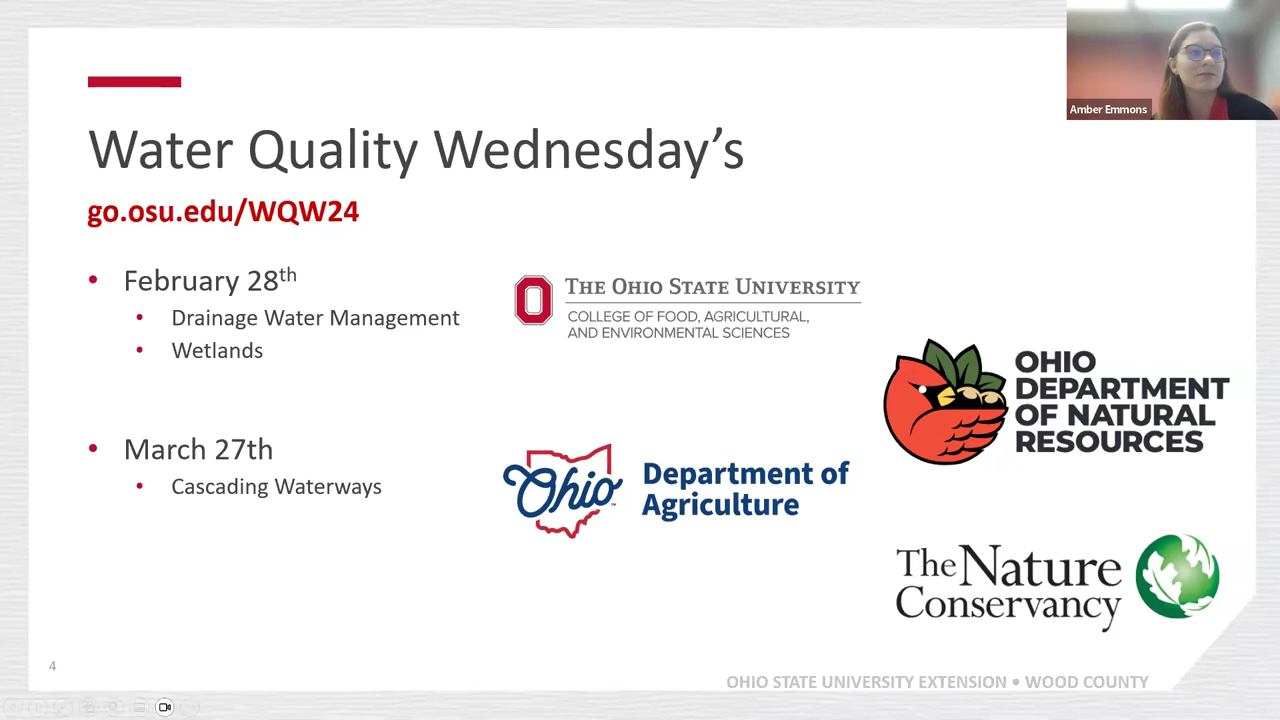 Amber Emmons
Water Quality Wednesday’s
go.osu.edu/WQW24
• February 28th
• Drainage Water Management
• Wetlands
• March 27th
• Cascading Waterways
THE OHIO STATE UNIVERSITY
COLLEGE OF FOOD, AGRICULTURAL,
AND ENVIRONMENTAL SCIENCES
OHIO
DEPARTMENT
OF NATURAL
RESOURCES
Ohio
Department of
Agriculture
The Nature
Conservancy
4
OHIO STATE UNIVERSITY EXTENSION • WOOD COUNTY